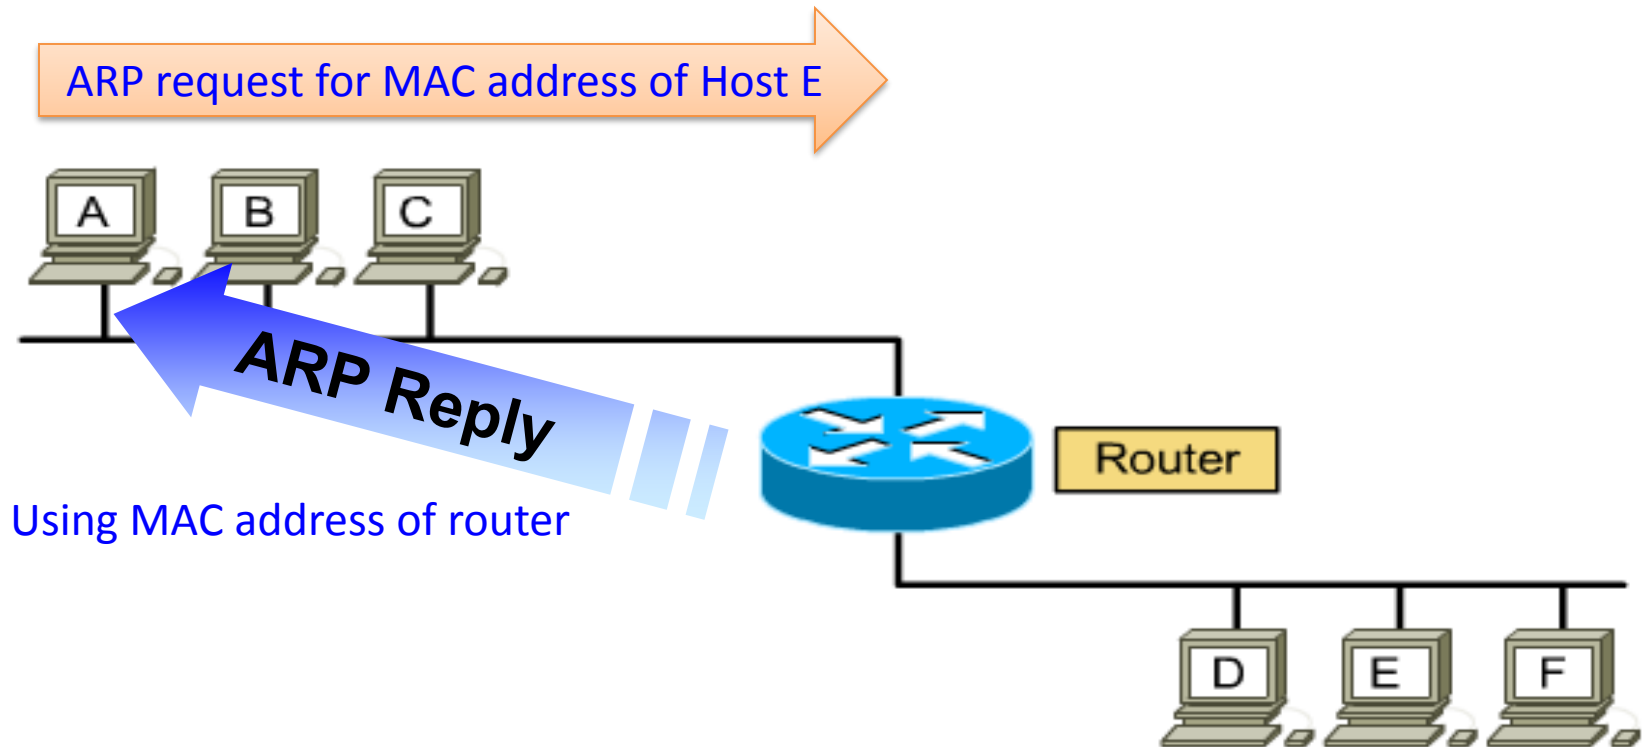 ARP request for MAC address of Host E
A
B
C
ARP Reply
Router
Using MAC address of router
D
E
F